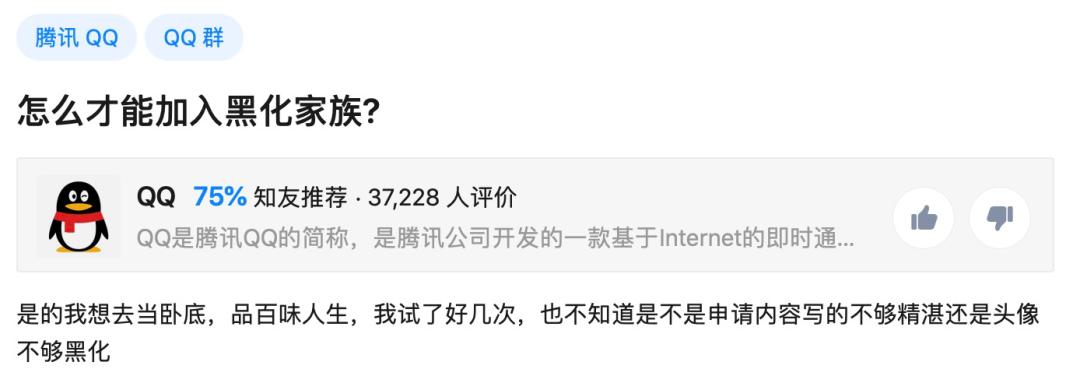 腾讯 QQ QQ 群
怎么才能加入黑化家族?
QQ 75% 知友推荐 · 37,228 人评价
QQ是腾讯QQ的简称，是腾讯公司开发的一款基于Internet的即时通...
是的我想去当卧底，品百味人生，我试了好几次，也不知道是不是申请内容写的不够精湛还是头像
不够黑化